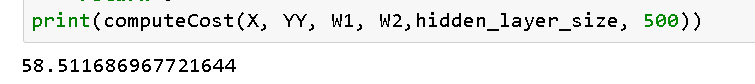 print(computeCost(X, YY, W1, W2,hidden_layer_size, 500))
58.511686967721644